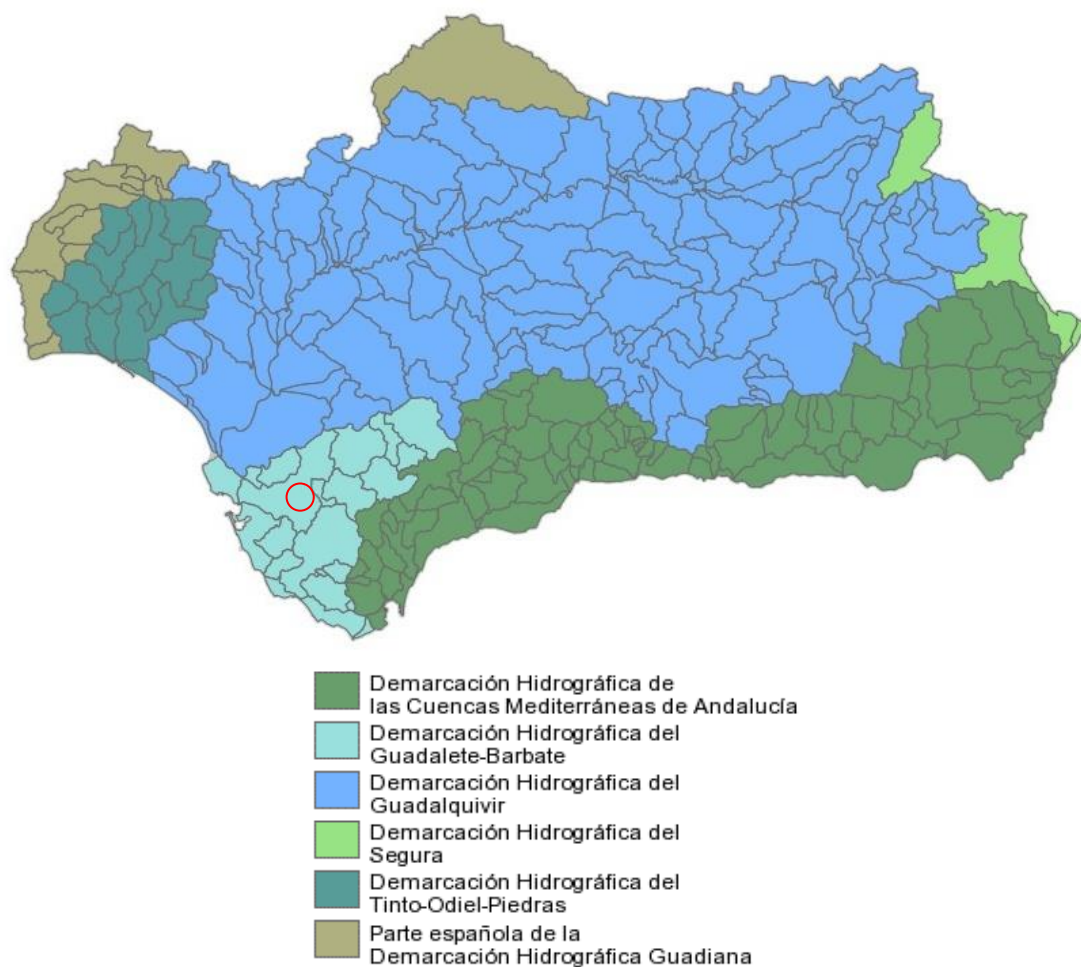 Demarcación Hidrográfica de
las Cuencas Mediterráneas de Andalucía
Demarcación Hidrográfica del
Guadalete-Barbate
Demarcación Hidrográfica del
Guadalquivir
Demarcación Hidrográfica del
Segura
Demarcación Hidrográfica del
Tinto-Odiel-Piedras
Parte española de la
Demarcación Hidrográfica Guadiana